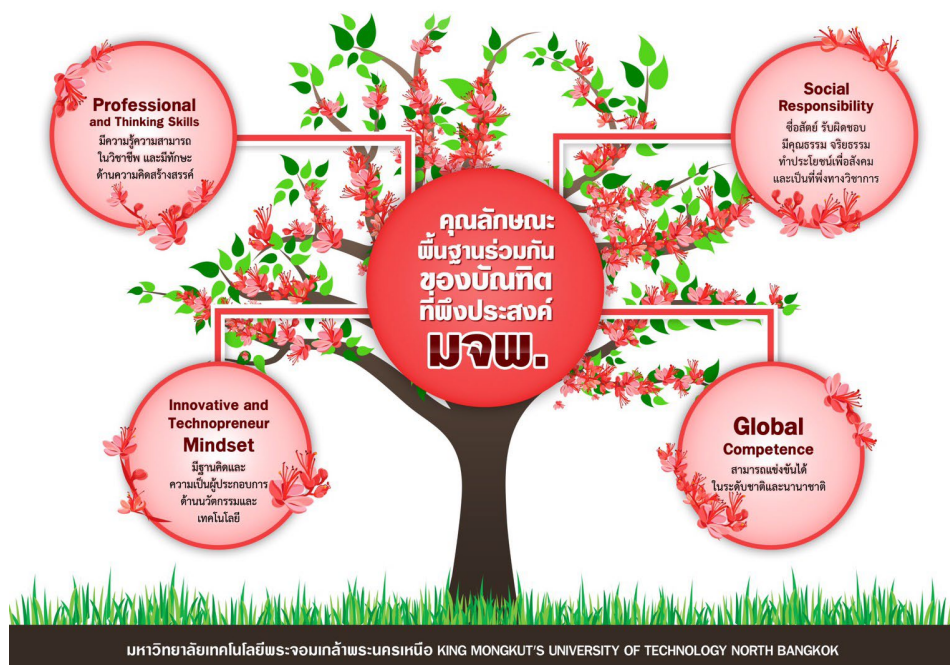 Professional
and Thinking Skills
มีความรู้ความสามารถ
ในวิชาชีพ และมีทักษะ
ด้านความคิดสร้างสรรค์
Social
Responsibility
ซื่อสัตย์ รับผิดชอบ
มีคุณธรรม จริยธรรม
ทำประโยชน์เพื่อสังคม
และเป็นที่พึ่งทางวิชาการ
คุณลักษณะ
พื้นฐานร่วมกัน
ของบัณฑิต
ที่พึงประสงค์
มจพ.
Innovative and
Technopreneur
Mindset
มีฐานคิดและ
ความเป็นผู้ประกอบการ
ด้านนวัตกรรมและ
เทคโนโลยี
Global
Competence
สามารถแข่งขันได้
ในระดับชาติและนานาชาติ
มหาวิทยาลัยเทคโนโลยีพระจอมเกล้าพระนครเหนือ KING MONGKUT'S UNIVERSITY OF TECHNOLOGY NORTH BANGKOK